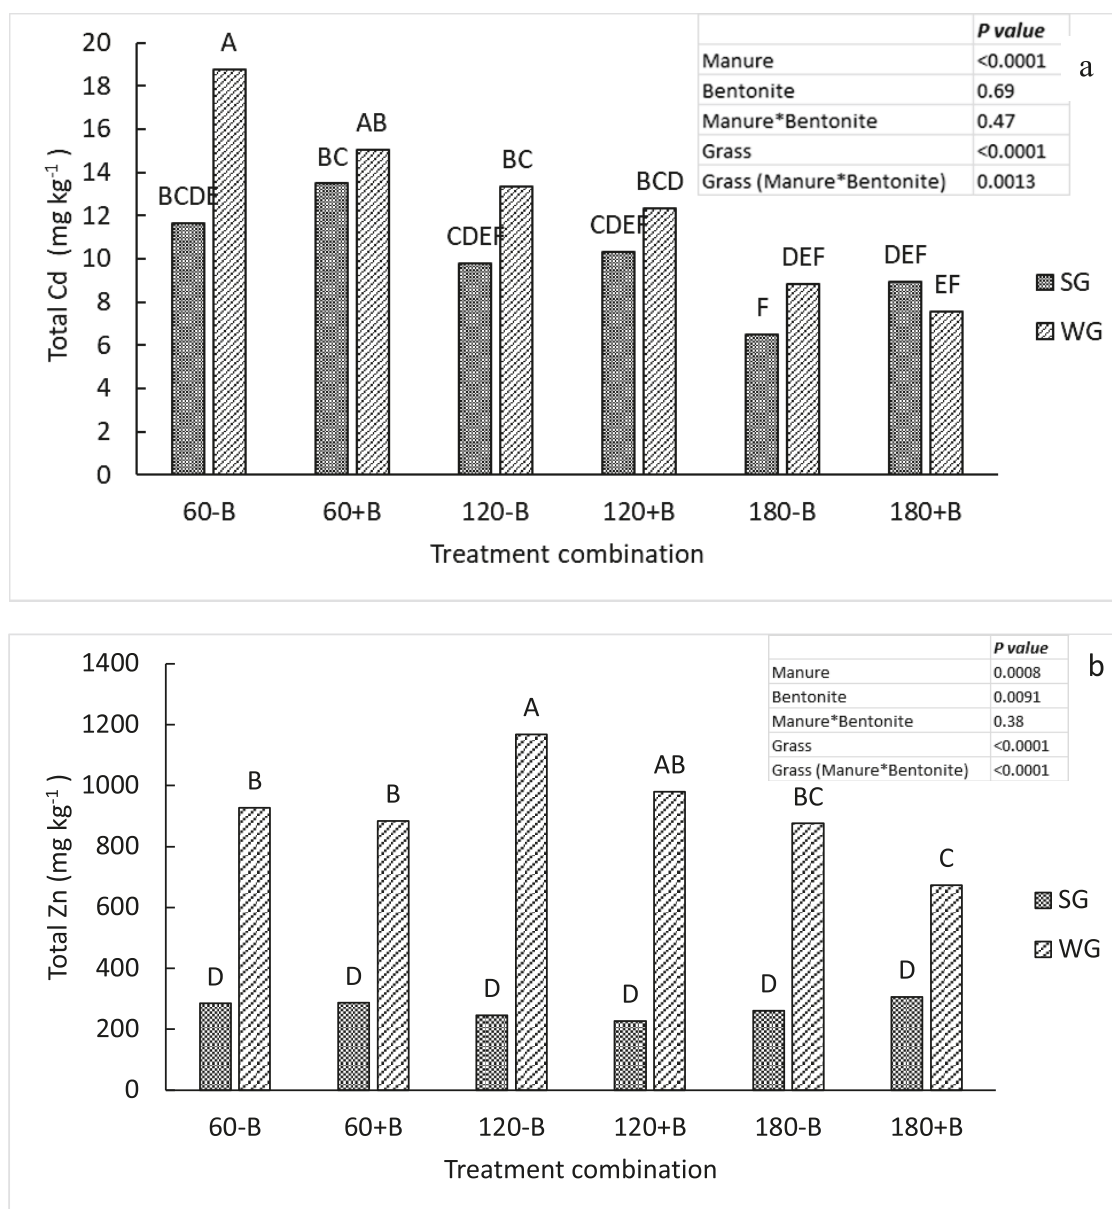 P value
Manure <0.0001
Bentonite 0.69
Manure*Bentonite 0.47
Grass <0.0001
Grass (Manure*Bentonite) 0.0013
a
Total Cd (mg kg-1 )
20
18
16
14
12
10
8
6
4
2
0
BCDE A BC AB CDEF BC CDEF BCD F DEF DEF EF
SG
WG
60-B 60+B 120-B 120+B 180-B 180+B
Treatment combination
P value
Manure 0.0008
Bentonite 0.0091
Manure*Bentonite 0.38
Grass <0.0001
Grass (Manure*Bentonite) <0.0001
b
Total Zn (mg kg-1 )
1400
1200
1000
800
600
400
200
0
D B D B D A D AB D BC D C
SG
WG
60-B 60+B 120-B 120+B 180-B 180+B
Treatment combination